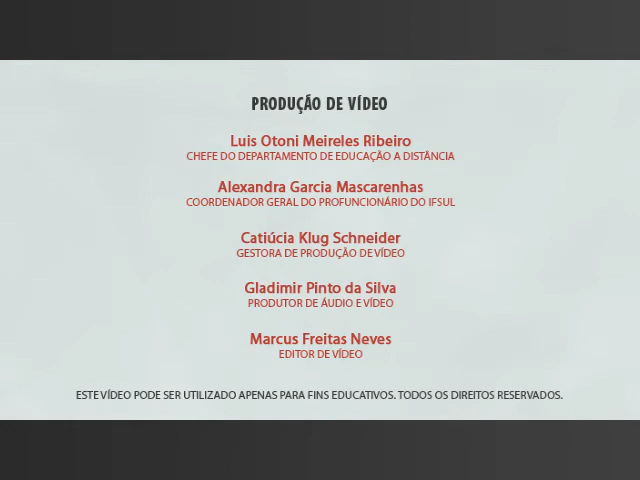 PRODUÇÃO DE VÍDEO
Luis Otoni Meireles Ribeiro
CHEFE DO DEPARTAMENTO DE EDUCAÇÃO A DISTÂNCIA
Alexandra Garcia Mascarenhas
COORDENADOR GERAL DO PROFUNCIONÁRIO DO IFSUL
Catiúcia Klug Schneider
GESTORA DE PRODUÇÃO DE VÍDEO
Gladimir Pinto da Silva
PRODUTOR DE ÁUDIO E VÍDEO
Marcus Freitas Neves
EDITOR DE VÍDEO
ESTE VÍDEO PODE SER UTILIZADO APENAS PARA FINS EDUCATIVOS. TODOS OS DIREITOS RESERVADOS.